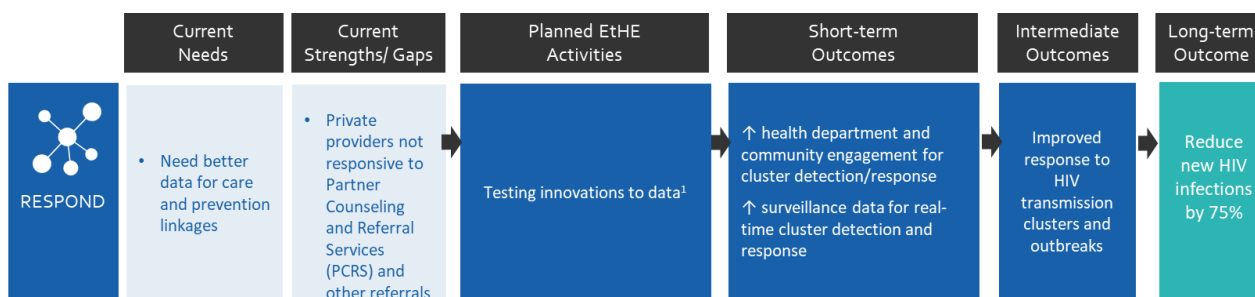 Current
Needs
Current
Strengths/ Gaps
Planned EtHE
Activities
Short-term
Outcomes
Intermediate
Outcomes
Long-term
Outcome
RESPOND
• Need better
data for care
and prevention
linkages
• Private
providers not
responsive to
Partner
Counseling
and Referral
Services
(PCRS) and
other referrals
Testing innovations to data¹
↑ health department and
community engagement for
cluster detection/response
↑ surveillance data for real-
time cluster detection and
response
Improved
response to
HIV
transmission
clusters and
outbreaks
Reduce
new HIV
infections
by 75%